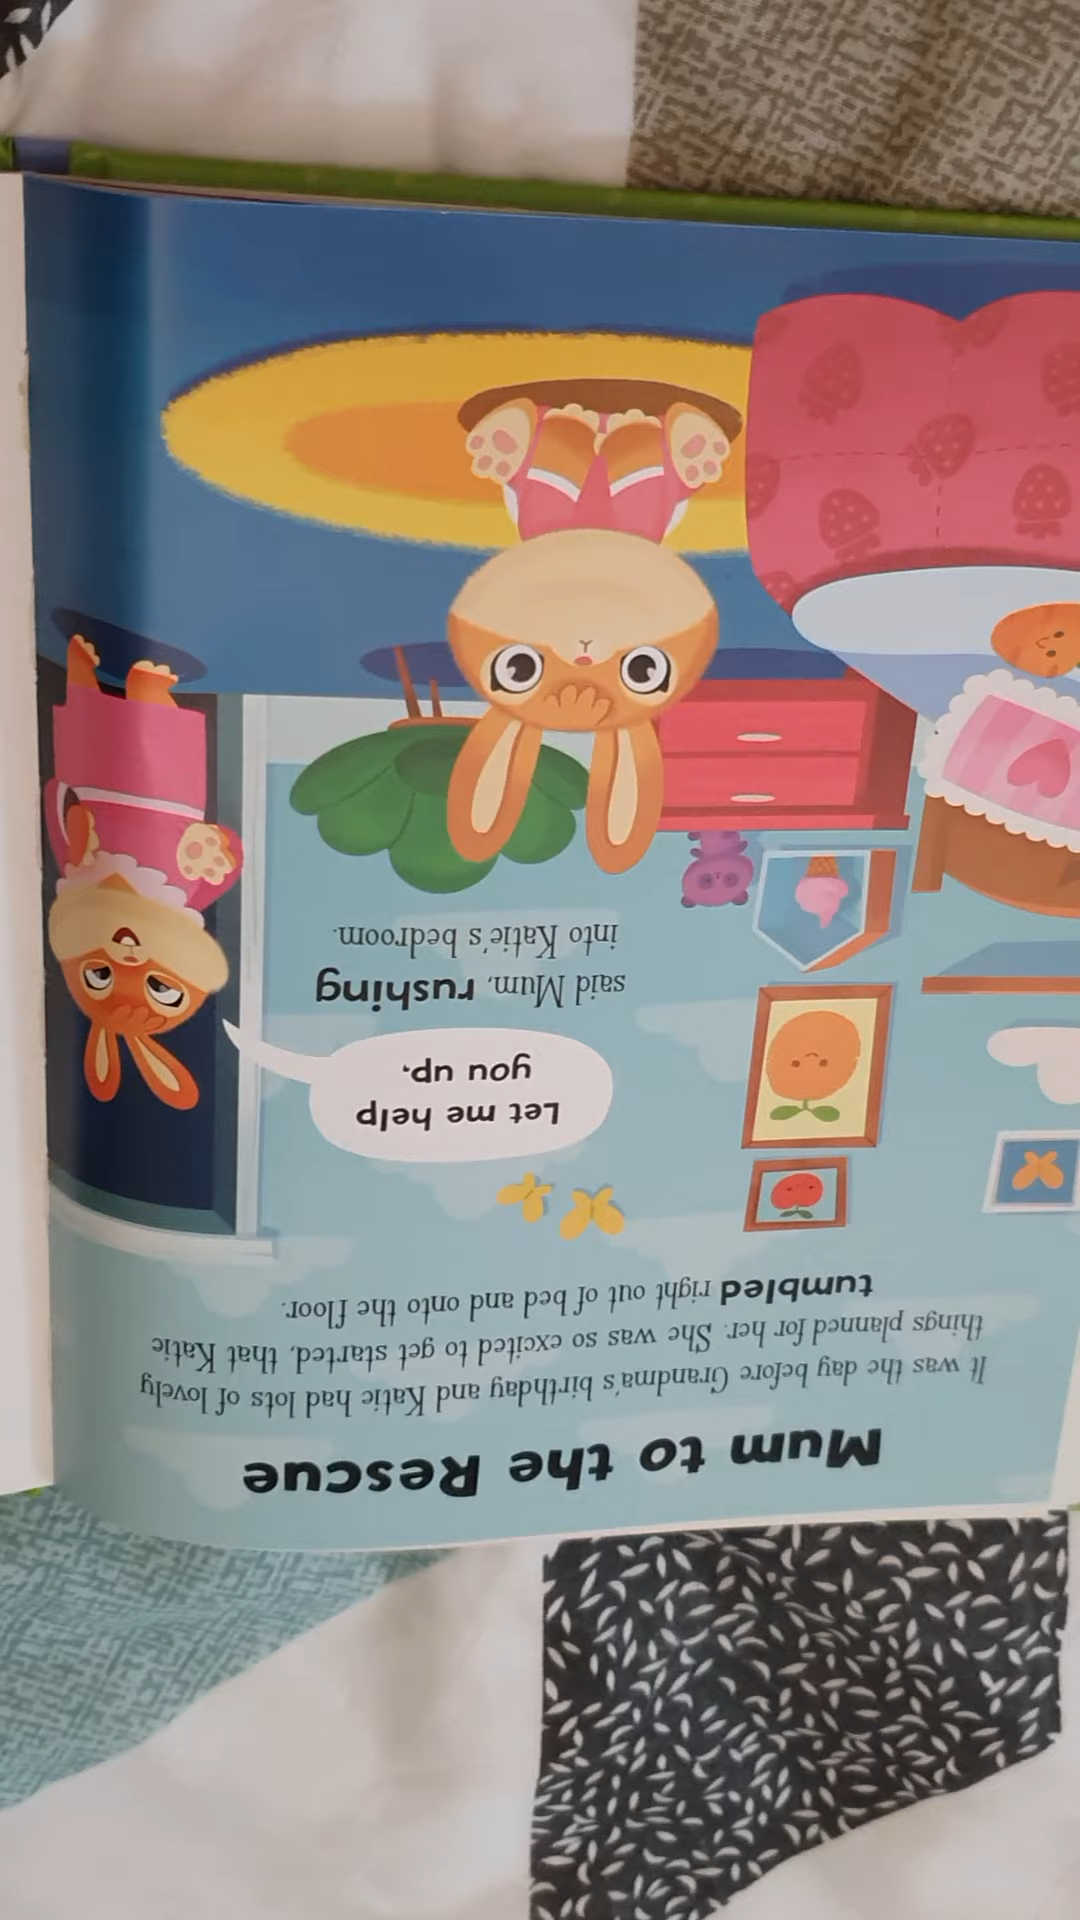 Mum to the Rescue
It was the day before Grandma's birthday and Katie had lots of lovely
things planned for her. She was so excited to get started, that Katie
tumbled right out of bed and onto the floor.
Let me help
you up,
said Mum, rushing
into Katie's bedroom.